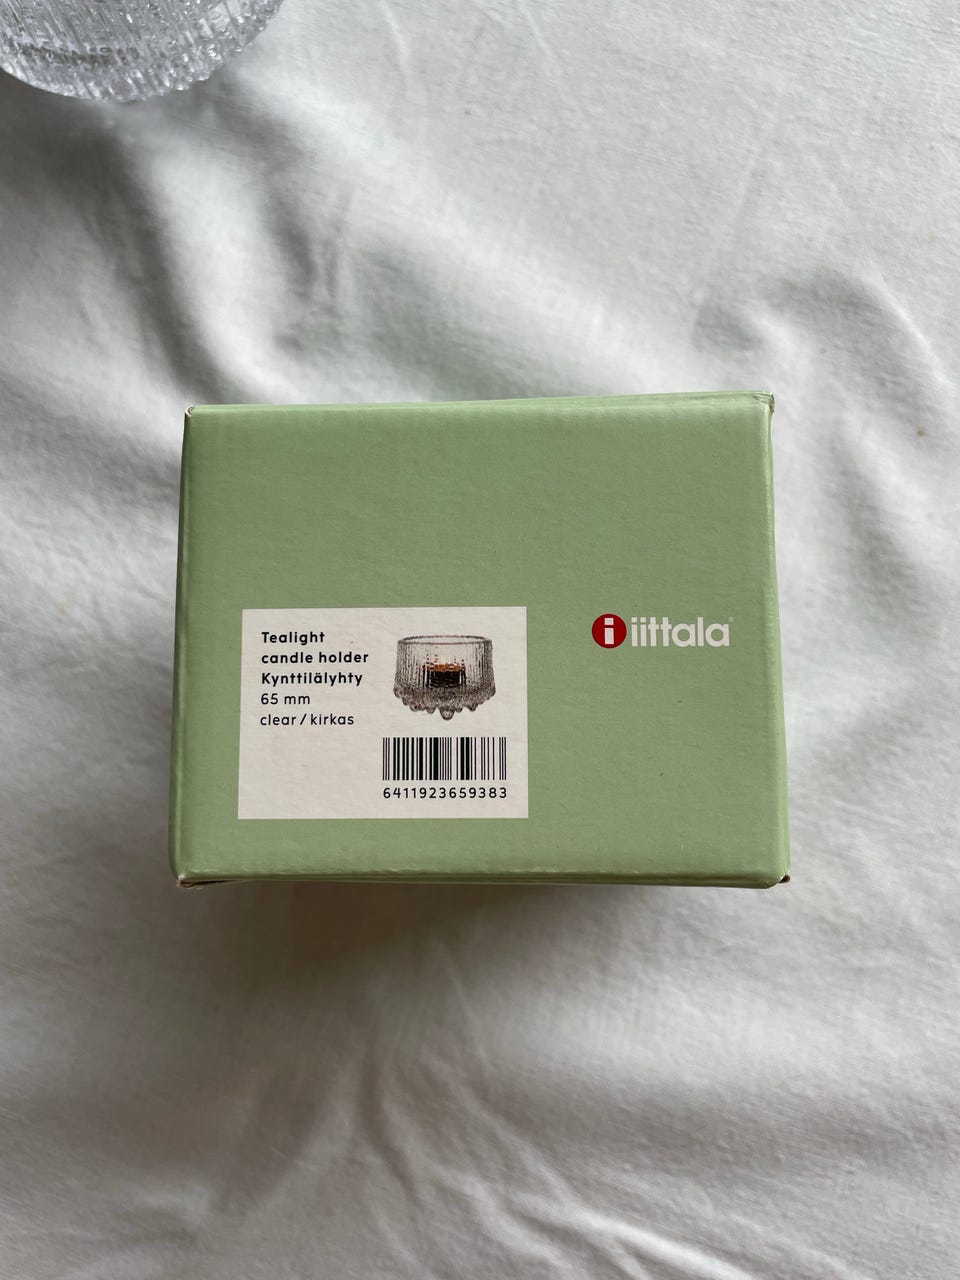 Tealight
candle holder
Kynttilälyhty
65 mm
clear / kirkas
6411923659383
i iittala®